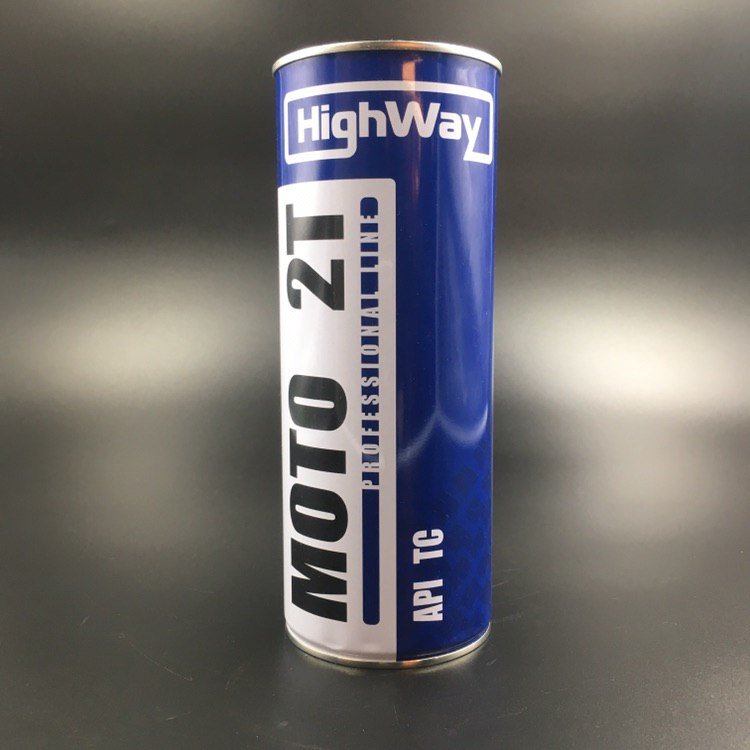 HighWay
MOTO 2T
PROFESSIONAL LINE
API TC